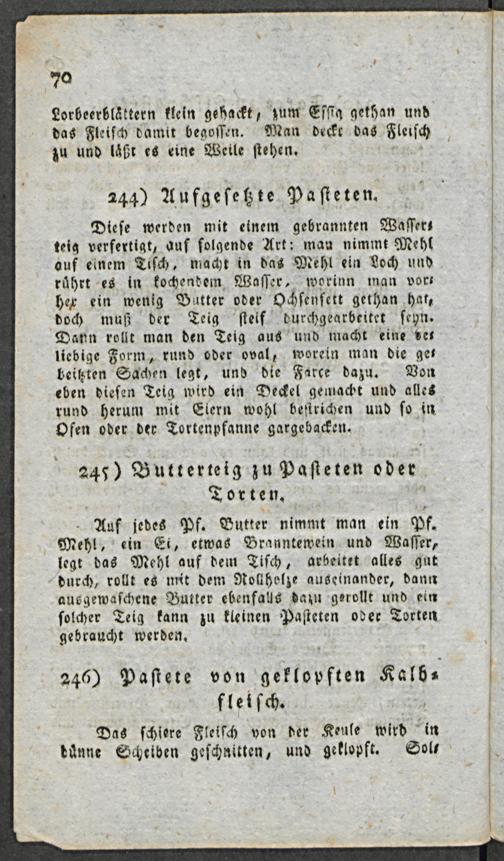 70
Lorbeerblättern klein gehackt, zum Essig gethan und
das Fleisch damit begossen. Man deckt das Fleisch
zu und läßt es eine Weile stehen.
244) Aufgesetzte Pasteten.
Diese werden mit einem gebrannten Wasser-
teig verfertigt, auf folgende Art: man nimmt Mehl
auf einem Tisch, macht in das Mehl ein Loch und
rührt es in kochendem Wasser, worinn man vor-
her ein wenig Butter oder Ochsenfett gethan hat,
doch muß der Teig steif durchgearbeitet seyn.
Dann rollt man den Teig aus und macht eine be-
liebige Form, rund oder oval, worein man die ge-
beitzten Sachen legt, und die Farce dazu. Von
eben diesen Teig wird ein Deckel gemacht und alles
rund herum mit Eiern wohl bestrichen und so in
Ofen oder der Tortenpfanne gargebacken.
245) Butterteig zu Pasteten oder
Torten.
Auf jedes Pf. Butter nimmt man ein Pf.
Mehl, ein Ei, etwas Branntewein und Wasser,
legt das Mehl auf dem Tisch, arbeitet alles gut
durch, rollt es mit dem Rollholze auseinander, dann
ausgewaschene Butter ebenfalls dazu gerollt und ein
solcher Teig kann zu kleinen Pasteten oder Torten
gebraucht werden.
246) Pastete von geklopften Kalb-
fleisch.
Das schiere Fleisch von der Keule wird in
dünne Scheiben geschnitten, und geklopft. Sol-